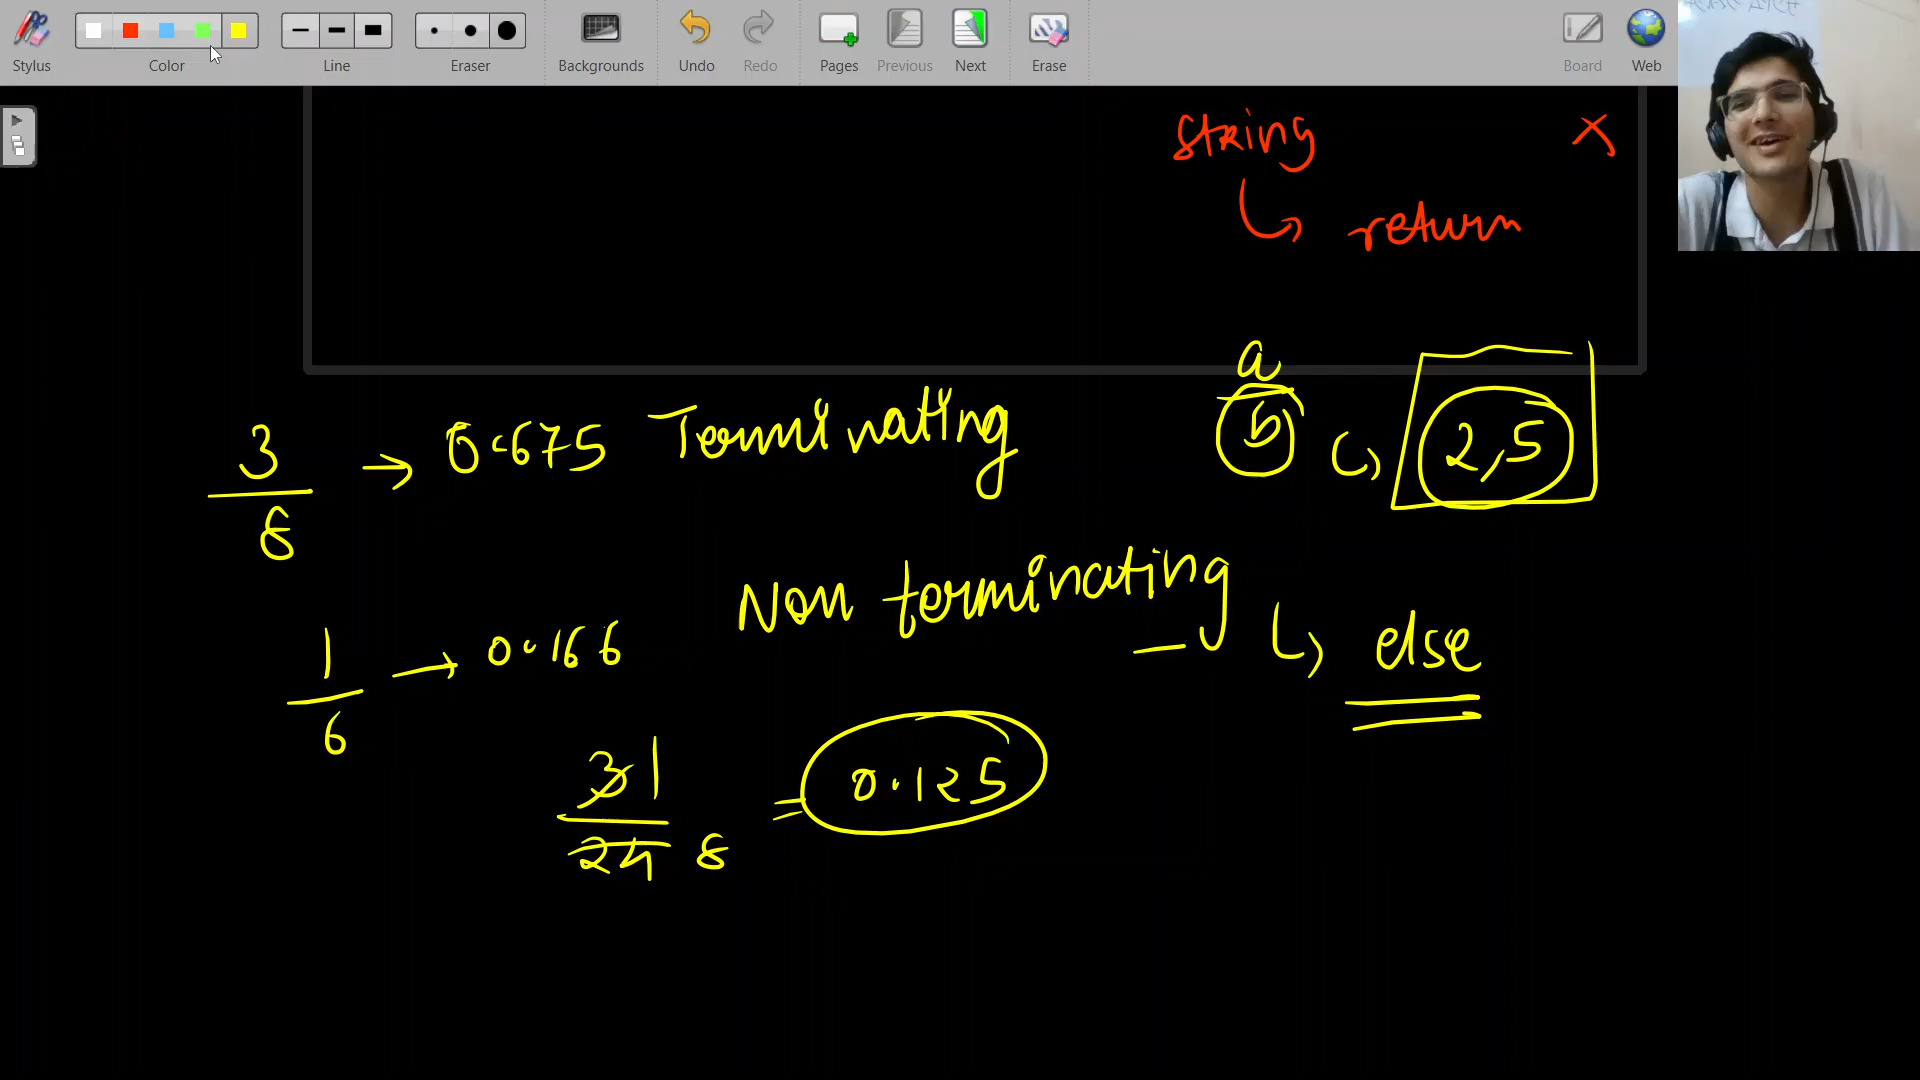 Stylus Color Line Eraser Backgrounds Undo Redo Pages Previous Next Erase Board Web
string ×
↳ return
3/8 → 0.675 Terminating
a/b ↳ 2,5
1/6 → 0.166 Non terminating
↳ else
3 1/24 8 = 0.125